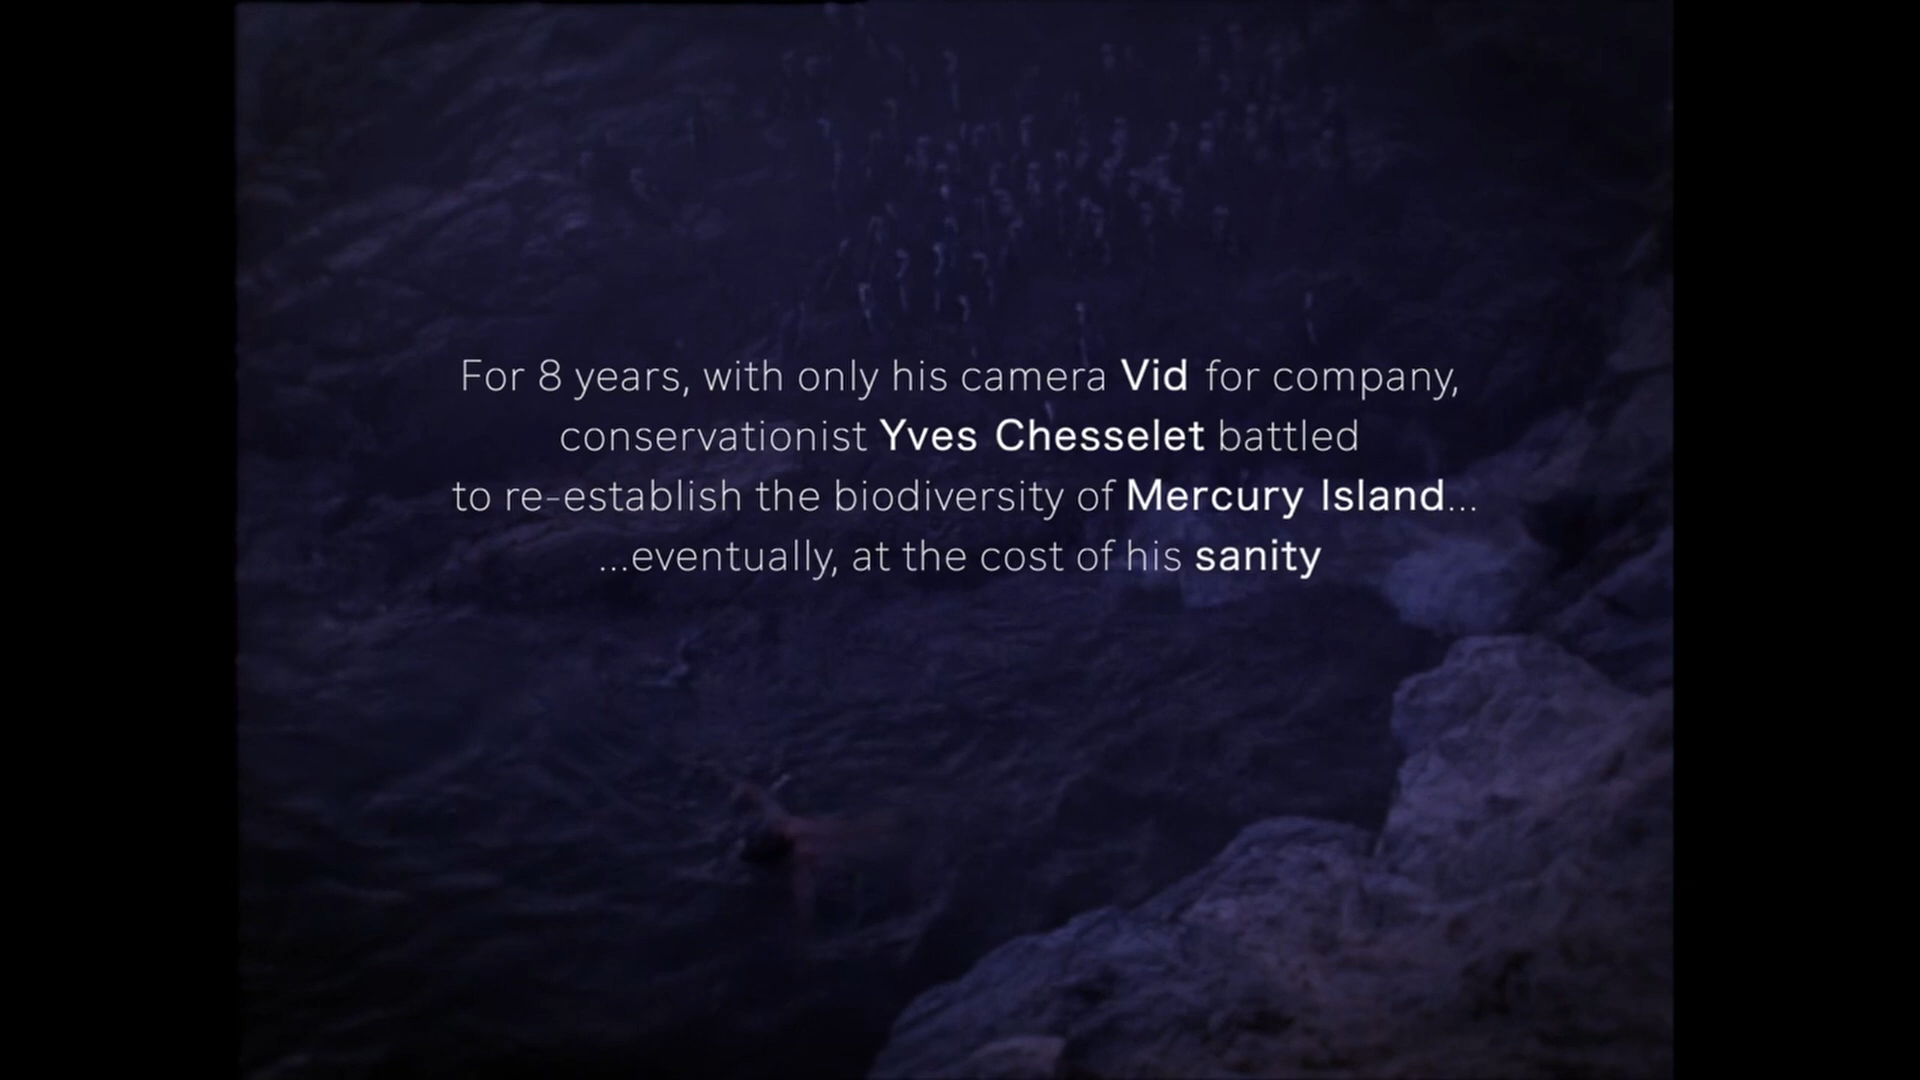 For 8 years, with only his camera Vid for company,
conservationist Yves Chesselet battled
to re-establish the biodiversity of Mercury Island...
...eventually, at the cost of his sanity